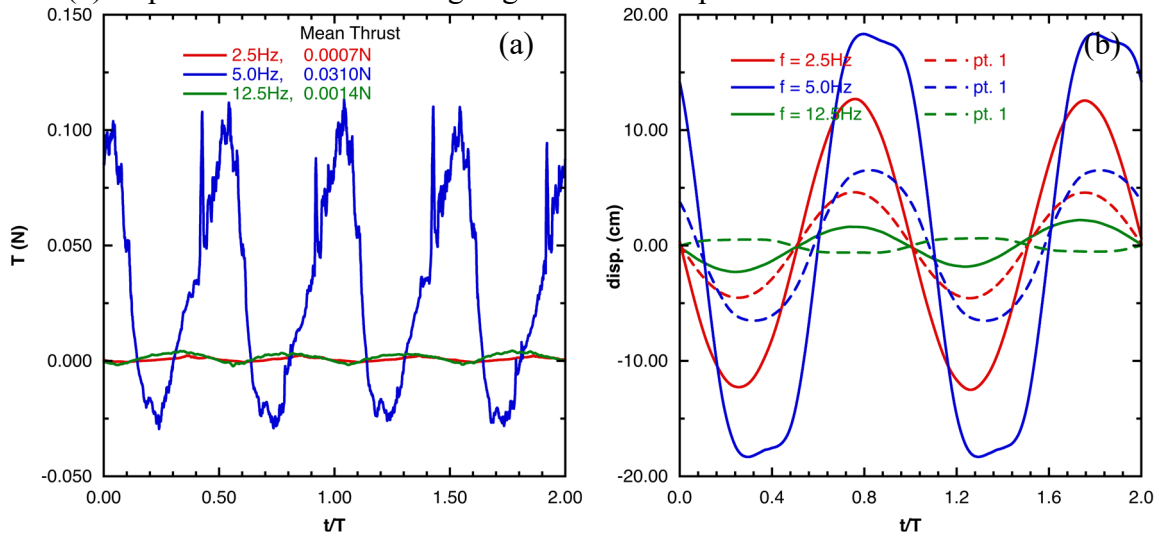 0.150
Mean Thrust
(a)
2.5Hz, 0.0007N
5.0Hz, 0.0310N
12.5Hz, 0.0014N
0.100
0.050
0.000
-0.050
T (N)
0.00 0.50 1.00 1.50 2.00
t/T
20.00
(b)
f = 2.5Hz pt. 1
f = 5.0Hz pt. 1
f = 12.5Hz pt. 1
10.00
0.00
-10.00
-20.00
disp. (cm)
0.0 0.4 0.8 1.2 1.6 2.0
t/T